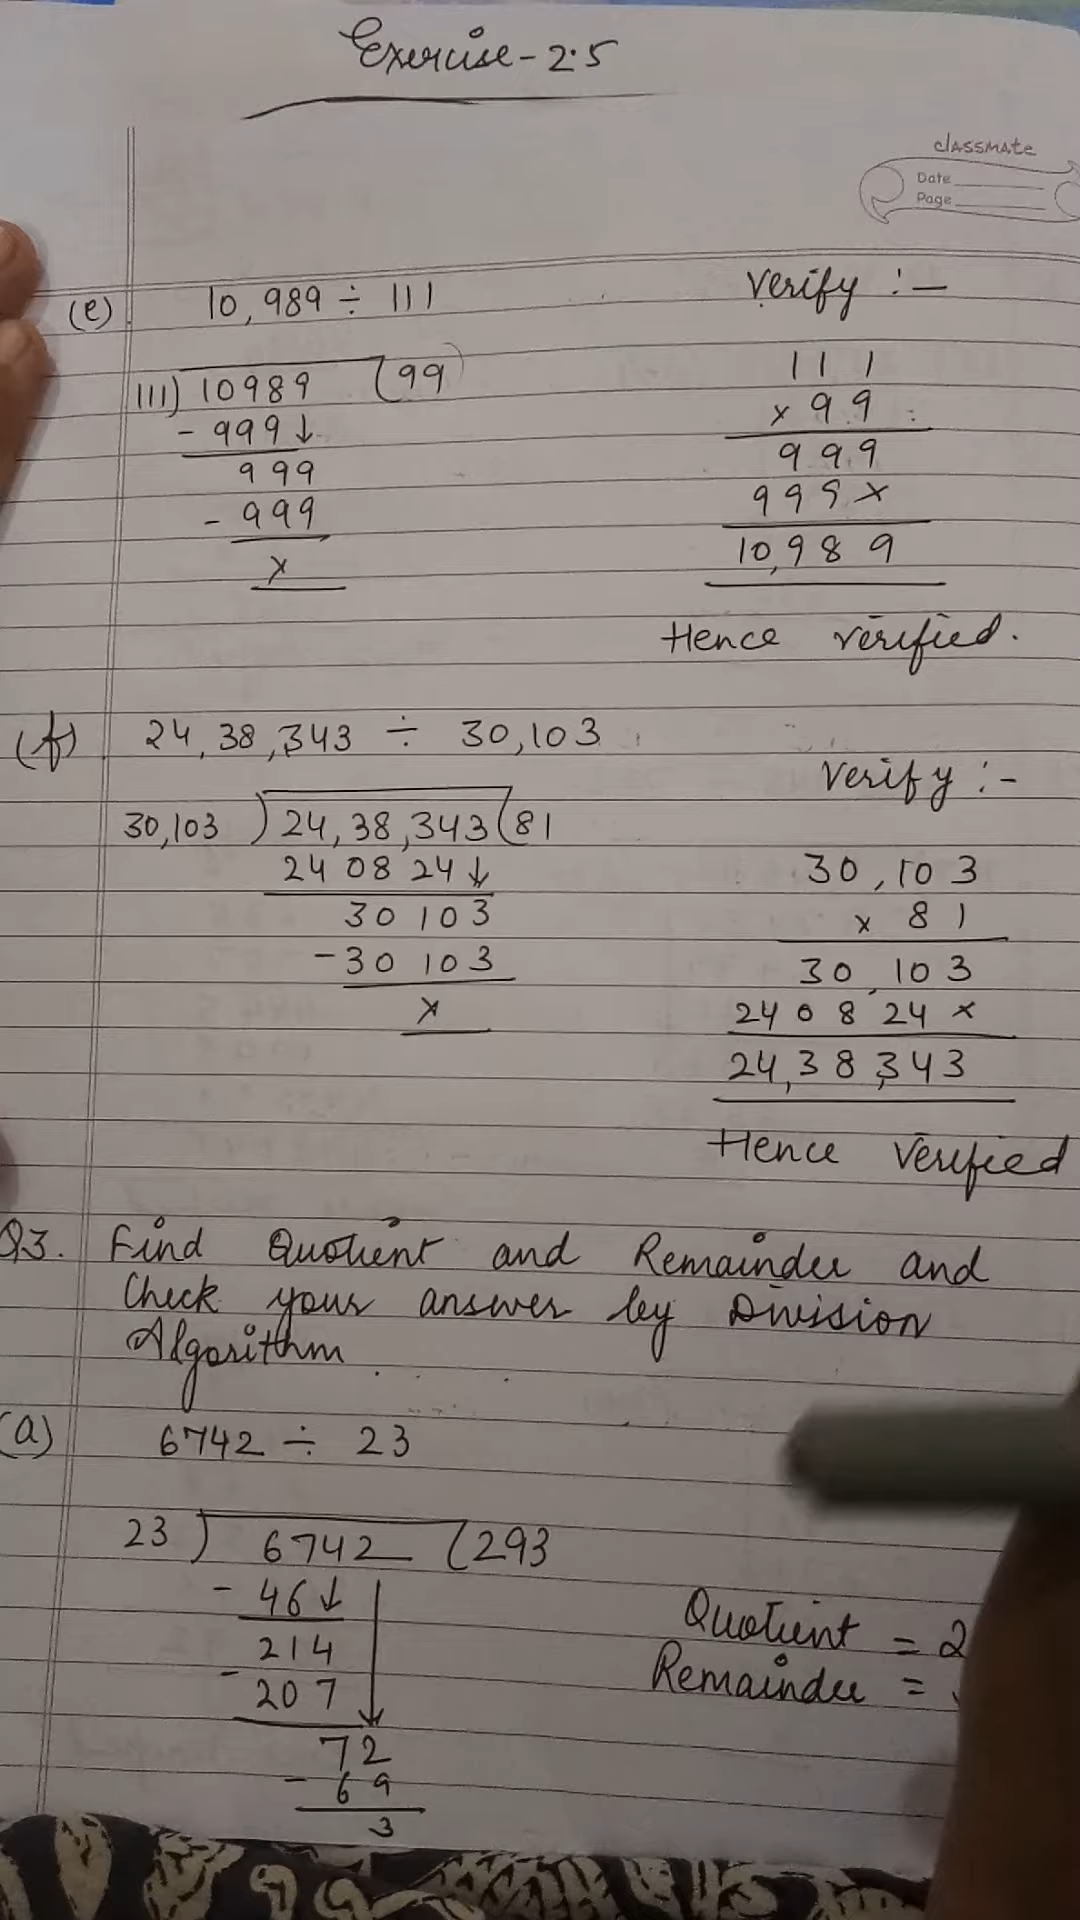 Exercise - 2.5
classmate
Date
Page
(e) 10,989 ÷ 111
Verify :-
111) 10989 (99
- 999↓
999
- 999
x
111
x 99
999
999x
10,989
Hence verified.
(f) 24,38,343 ÷ 30,103
Verify :-
30,103 ) 24,38,343 (81
24 08 24↓
30 103
-30 103
x
30,103
x 81
30,103
24 0 8 24 x
24,38,343
Hence Verified
Q3. Find Quotient and Remainder and
Check your answer by Division
Algorithm
(a) 6742 ÷ 23
23 ) 6742 (293
- 46↓
214
- 207
72
- 69
3
Quotient = 2
Remainder =